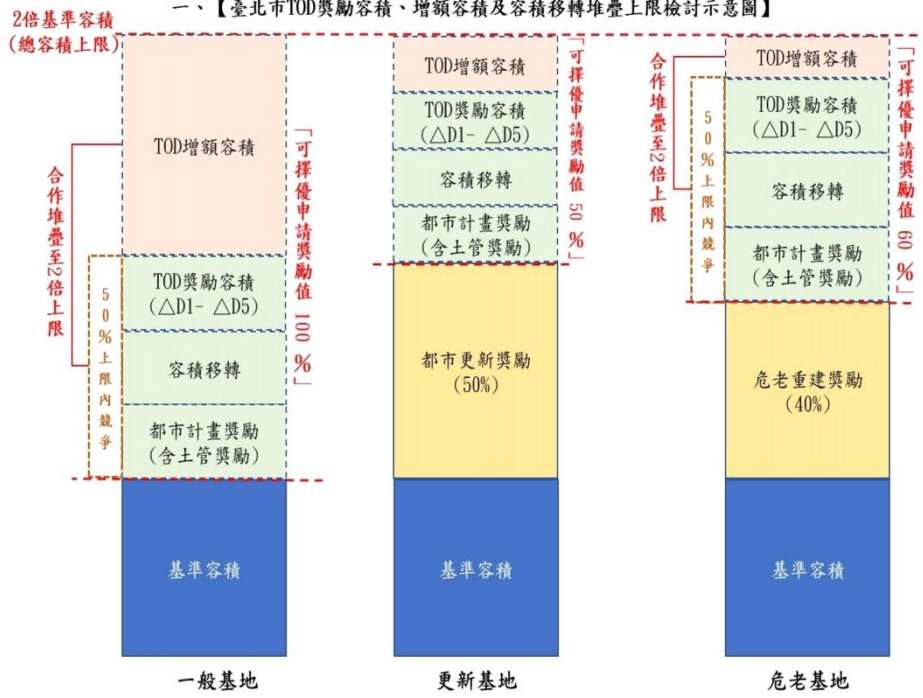 一、【臺北市TOD獎勵容積、增額容積及容積移轉堆疊上限檢討示意圖】
2倍基準容積
(總容積上限)
TOD增額容積
合作堆疊至2倍上限
「可擇優申請獎勵值 100 %」
50%上限內競爭
TOD獎勵容積
(△D1- △D5)
容積移轉
都市計畫獎勵
(含土管獎勵)
基準容積
一般基地
TOD增額容積
TOD獎勵容積
(△D1- △D5)
容積移轉
都市計畫獎勵
(含土管獎勵)
「可擇優申請獎勵值 50 %」
都市更新獎勵
(50%)
基準容積
更新基地
合作堆疊至2倍上限
50%上限內競爭
TOD增額容積
TOD獎勵容積
(△D1- △D5)
容積移轉
都市計畫獎勵
(含土管獎勵)
「可擇優申請獎勵值 60 %」
危老重建獎勵
(40%)
基準容積
危老基地